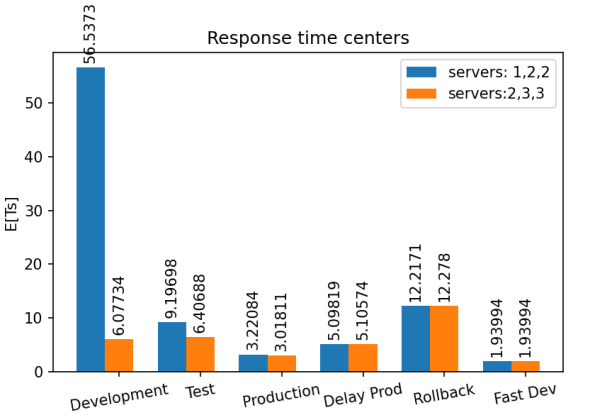 Response time centers
servers: 1,2,2
servers:2,3,3
E[Ts]
50
40
30
20
10
0
56.5373
6.07734
9.19698
6.40688
3.22084
3.01811
5.09819
5.10574
12.2171
12.278
1.93994
1.93994
Development
Test
Production
Delay Prod
Rollback
Fast Dev